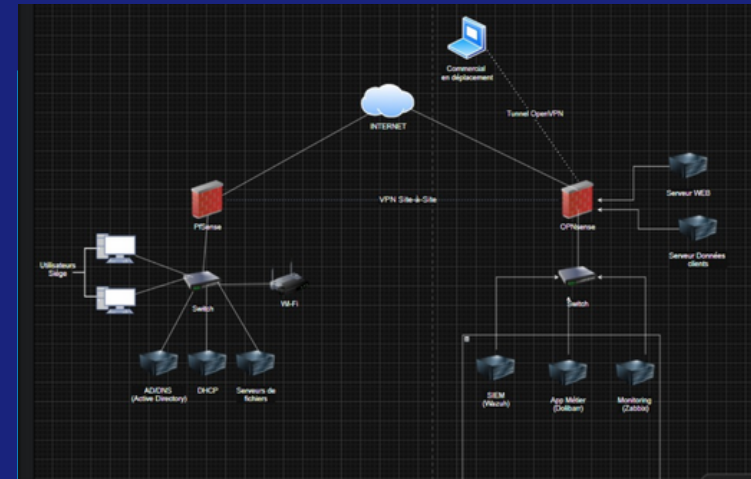 Commercial
en déplacement
Tunnel OpenVPN
INTERNET
Serveur WEB
VPN Site-à-Site
PfSense
OPNsense
Serveur Données
clients
Utilisateurs
Siège
Wi-Fi
Switch
Switch
AD/DNS
(Active Directory)
DHCP
Serveurs de
fichiers
SIEM
(Wazuh)
App Métier
(Dolibarr)
Monitoring
(Zabbix)